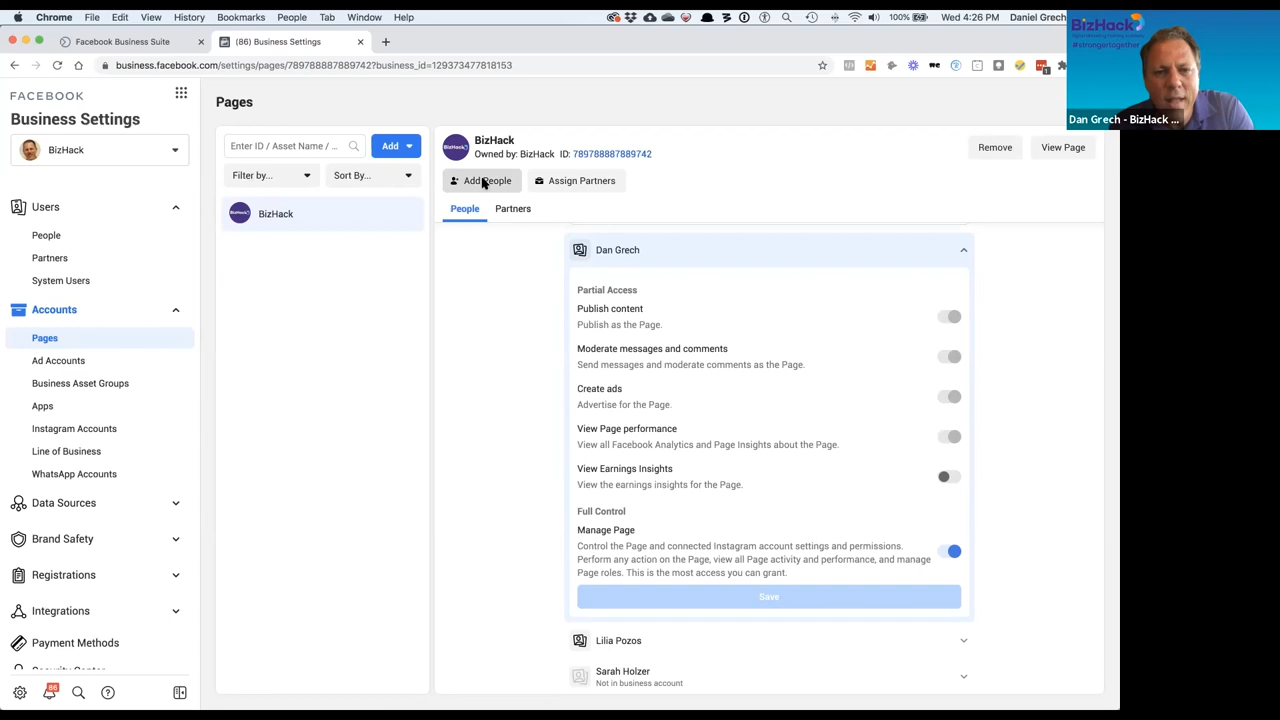 Chrome File Edit View History Bookmarks People Tab Window Help 100% Wed 4:26 PM Daniel Grech
Facebook Business Suite
(86) Business Settings
business.facebook.com/settings/pages/789788887889742?business_id=129373477818153
BizHack
#strongertogether
Dan Grech - BizHack ...
FACEBOOK
Business Settings
BizHack
Users
People
Partners
System Users
Accounts
Pages
Ad Accounts
Business Asset Groups
Apps
Instagram Accounts
Line of Business
WhatsApp Accounts
Data Sources
Brand Safety
Registrations
Integrations
Payment Methods
86
Pages
Enter ID / Asset Name / ...
Add
Filter by...
Sort By...
BizHack
BizHack
Owned by: BizHack ID: 789788887889742
Remove
View Page
Add People
Assign Partners
People
Partners
Dan Grech
Partial Access
Publish content
Publish as the Page.
Moderate messages and comments
Send messages and moderate comments as the Page.
Create ads
Advertise for the Page.
View Page performance
View all Facebook Analytics and Page Insights about the Page.
View Earnings Insights
View the earnings insights for the Page.
Full Control
Manage Page
Control the Page and connected Instagram account settings and permissions.
Perform any action on the Page, view all Page activity and performance, and manage
Page roles. This is the most access you can grant.
Save
Lilia Pozos
Sarah Holzer
Not in business account